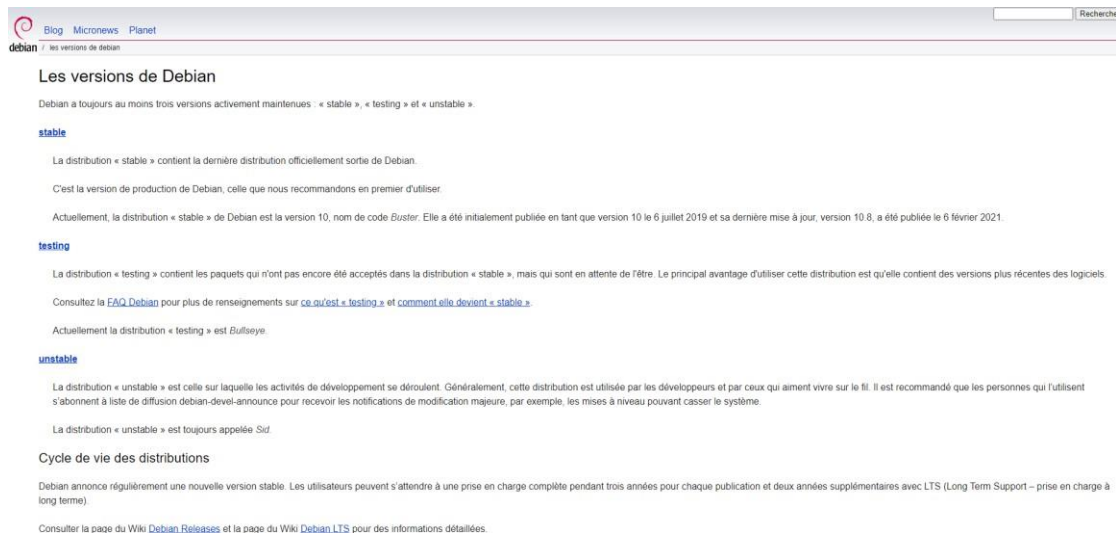 Recherche
Blog Micronews Planet
debian / les versions de debian
Les versions de Debian
Debian a toujours au moins trois versions activement maintenues : « stable », « testing » et « unstable ».
stable
La distribution « stable » contient la dernière distribution officiellement sortie de Debian.
C'est la version de production de Debian, celle que nous recommandons en premier d'utiliser.
Actuellement, la distribution « stable » de Debian est la version 10, nom de code Buster. Elle a été initialement publiée en tant que version 10 le 6 juillet 2019 et sa dernière mise à jour, version 10.8, a été publiée le 6 février 2021.
testing
La distribution « testing » contient les paquets qui n'ont pas encore été acceptés dans la distribution « stable », mais qui sont en attente de l'être. Le principal avantage d'utiliser cette distribution est qu'elle contient des versions plus récentes des logiciels.
Consultez la FAQ Debian pour plus de renseignements sur ce qu'est « testing » et comment elle devient « stable ».
Actuellement la distribution « testing » est Bullseye.
unstable
La distribution « unstable » est celle sur laquelle les activités de développement se déroulent. Généralement, cette distribution est utilisée par les développeurs et par ceux qui aiment vivre sur le fil. Il est recommandé que les personnes qui l'utilisent
s'abonnent à liste de diffusion debian-devel-announce pour recevoir les notifications de modification majeure, par exemple, les mises à niveau pouvant casser le système.
La distribution « unstable » est toujours appelée Sid.
Cycle de vie des distributions
Debian annonce régulièrement une nouvelle version stable. Les utilisateurs peuvent s'attendre à une prise en charge complète pendant trois années pour chaque publication et deux années supplémentaires avec LTS (Long Term Support – prise en charge à
long terme).
Consulter la page du Wiki Debian Releases et la page du Wiki Debian LTS pour des informations détaillées.